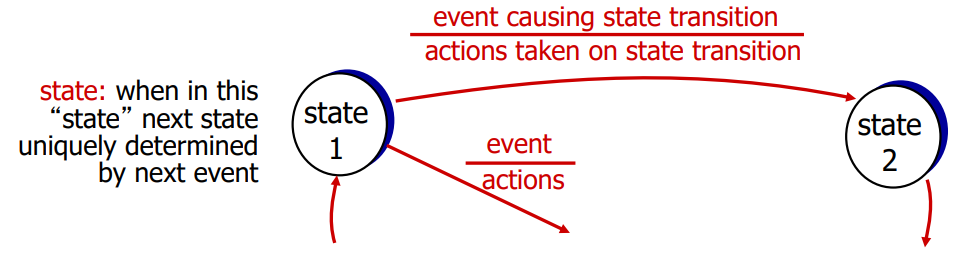 event causing state transition
actions taken on state transition
state: when in this
“state” next state
uniquely determined
by next event
state
1
event
actions
state
2